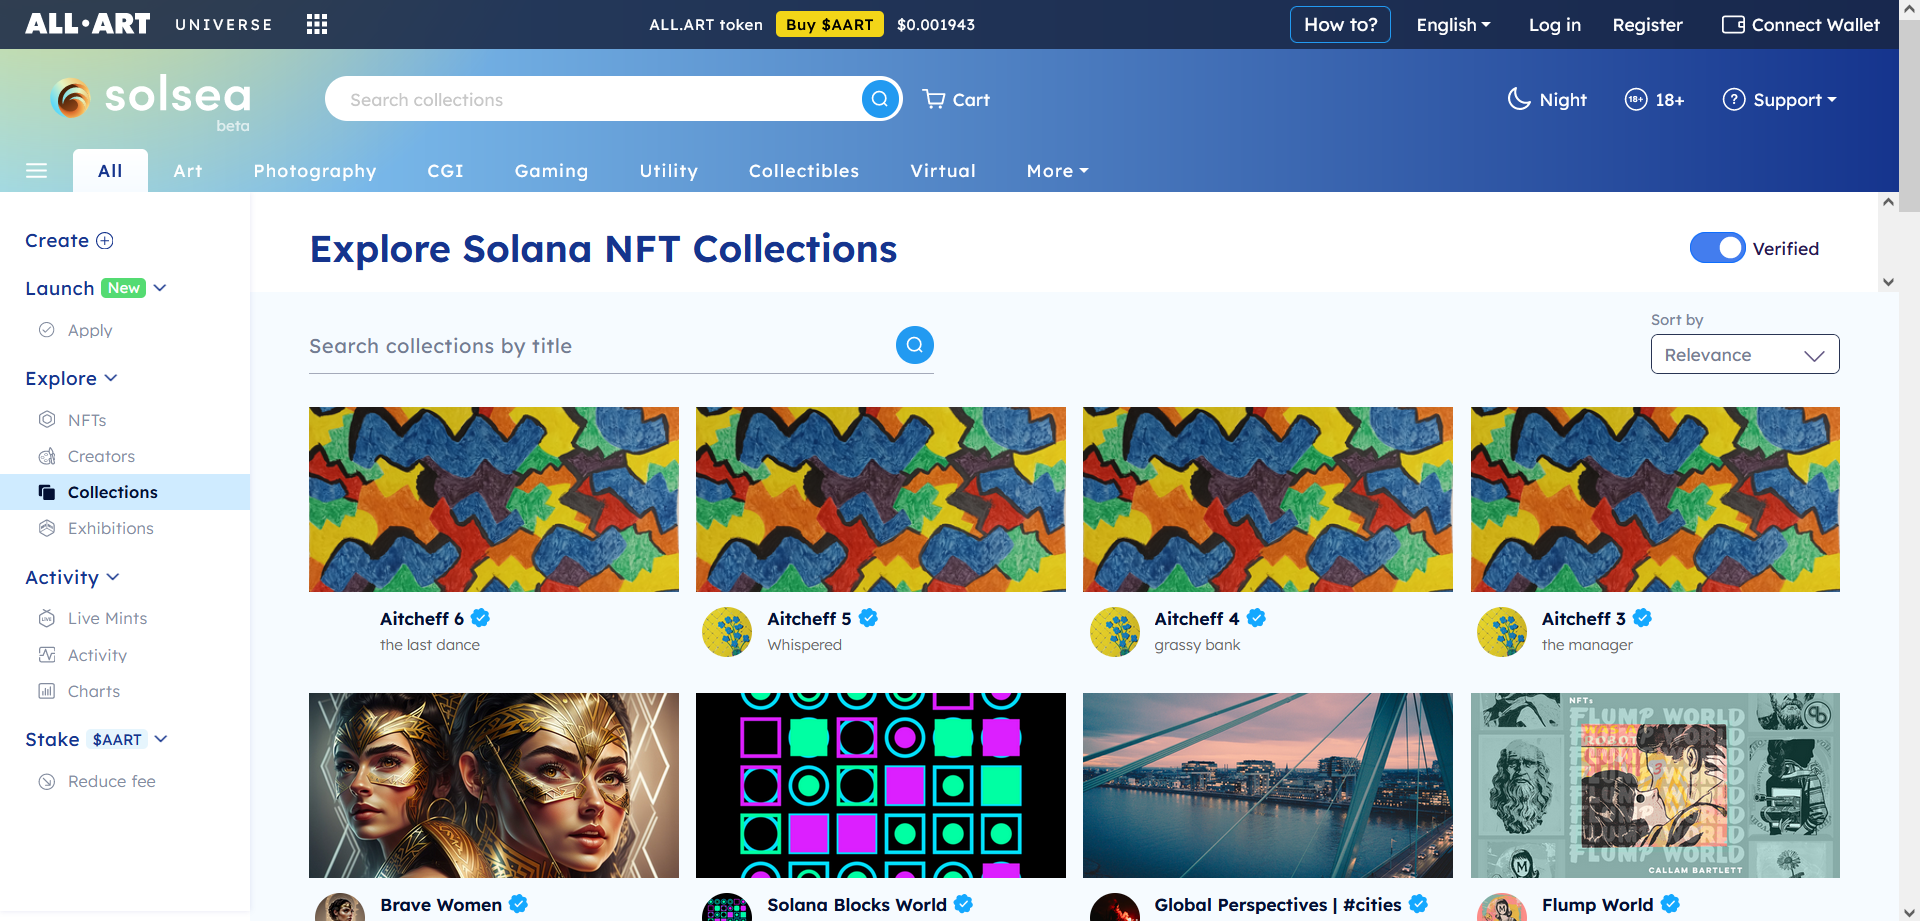 ALL·ART UNIVERSE
ALL.ART token Buy $AART $0.001943
How to? English Log in Register Connect Wallet
solsea
beta
Search collections
Cart
Night 18+ 18+ ? Support
All Art Photography CGI Gaming Utility Collectibles Virtual More
Create
Launch New
Apply
Explore
NFTs
Creators
Collections
Exhibitions
Activity
LIVE Live Mints
Activity
Charts
Stake $AART
Reduce fee
Explore Solana NFT Collections
Verified
Search collections by title
Sort by
Relevance
Aitcheff 6
the last dance
Aitcheff 5
Whispered
Aitcheff 4
grassy bank
Aitcheff 3
the manager
NFTs
FLUMP WORLD
ROBOT
FLUMP WORLD
M
CALLAM BARTLETT
Brave Women
Solana Blocks World
Global Perspectives | #cities
Flump World